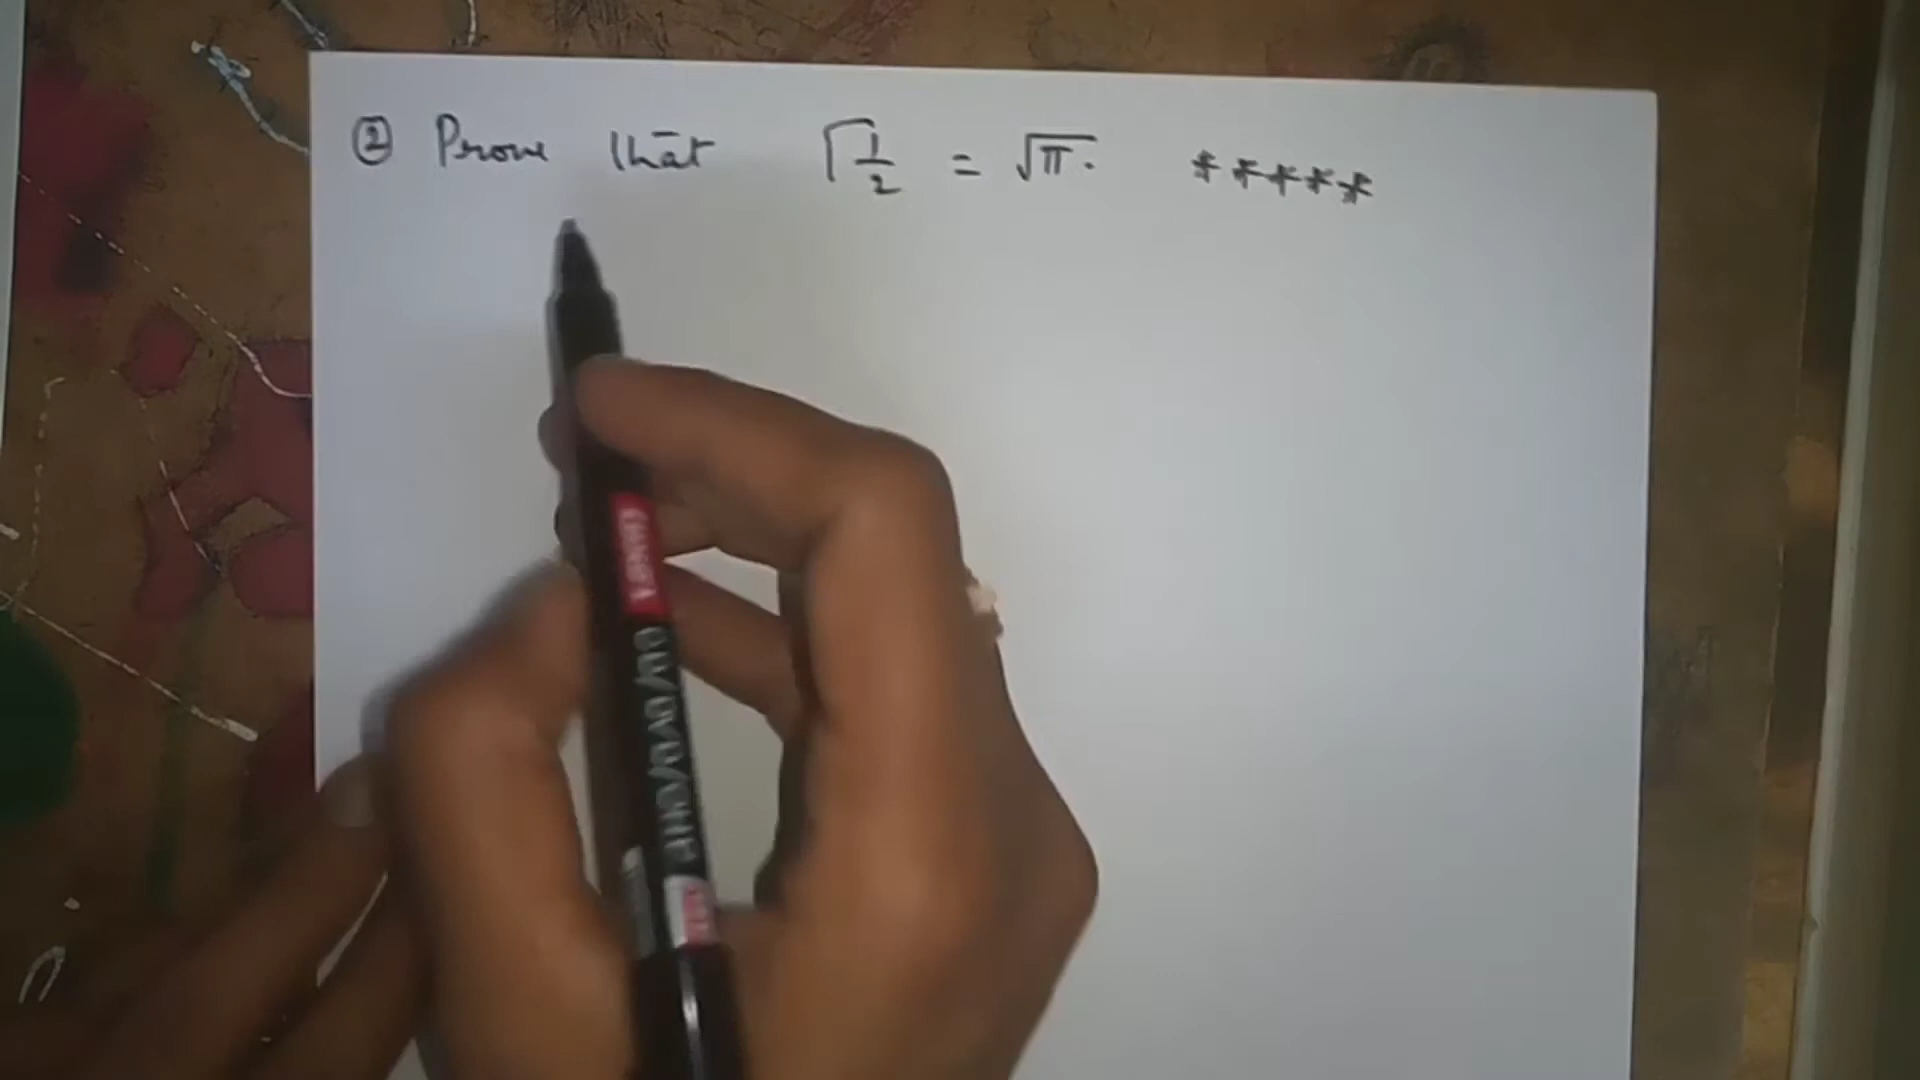 ② Prove that Γ1/2 = √π. *****